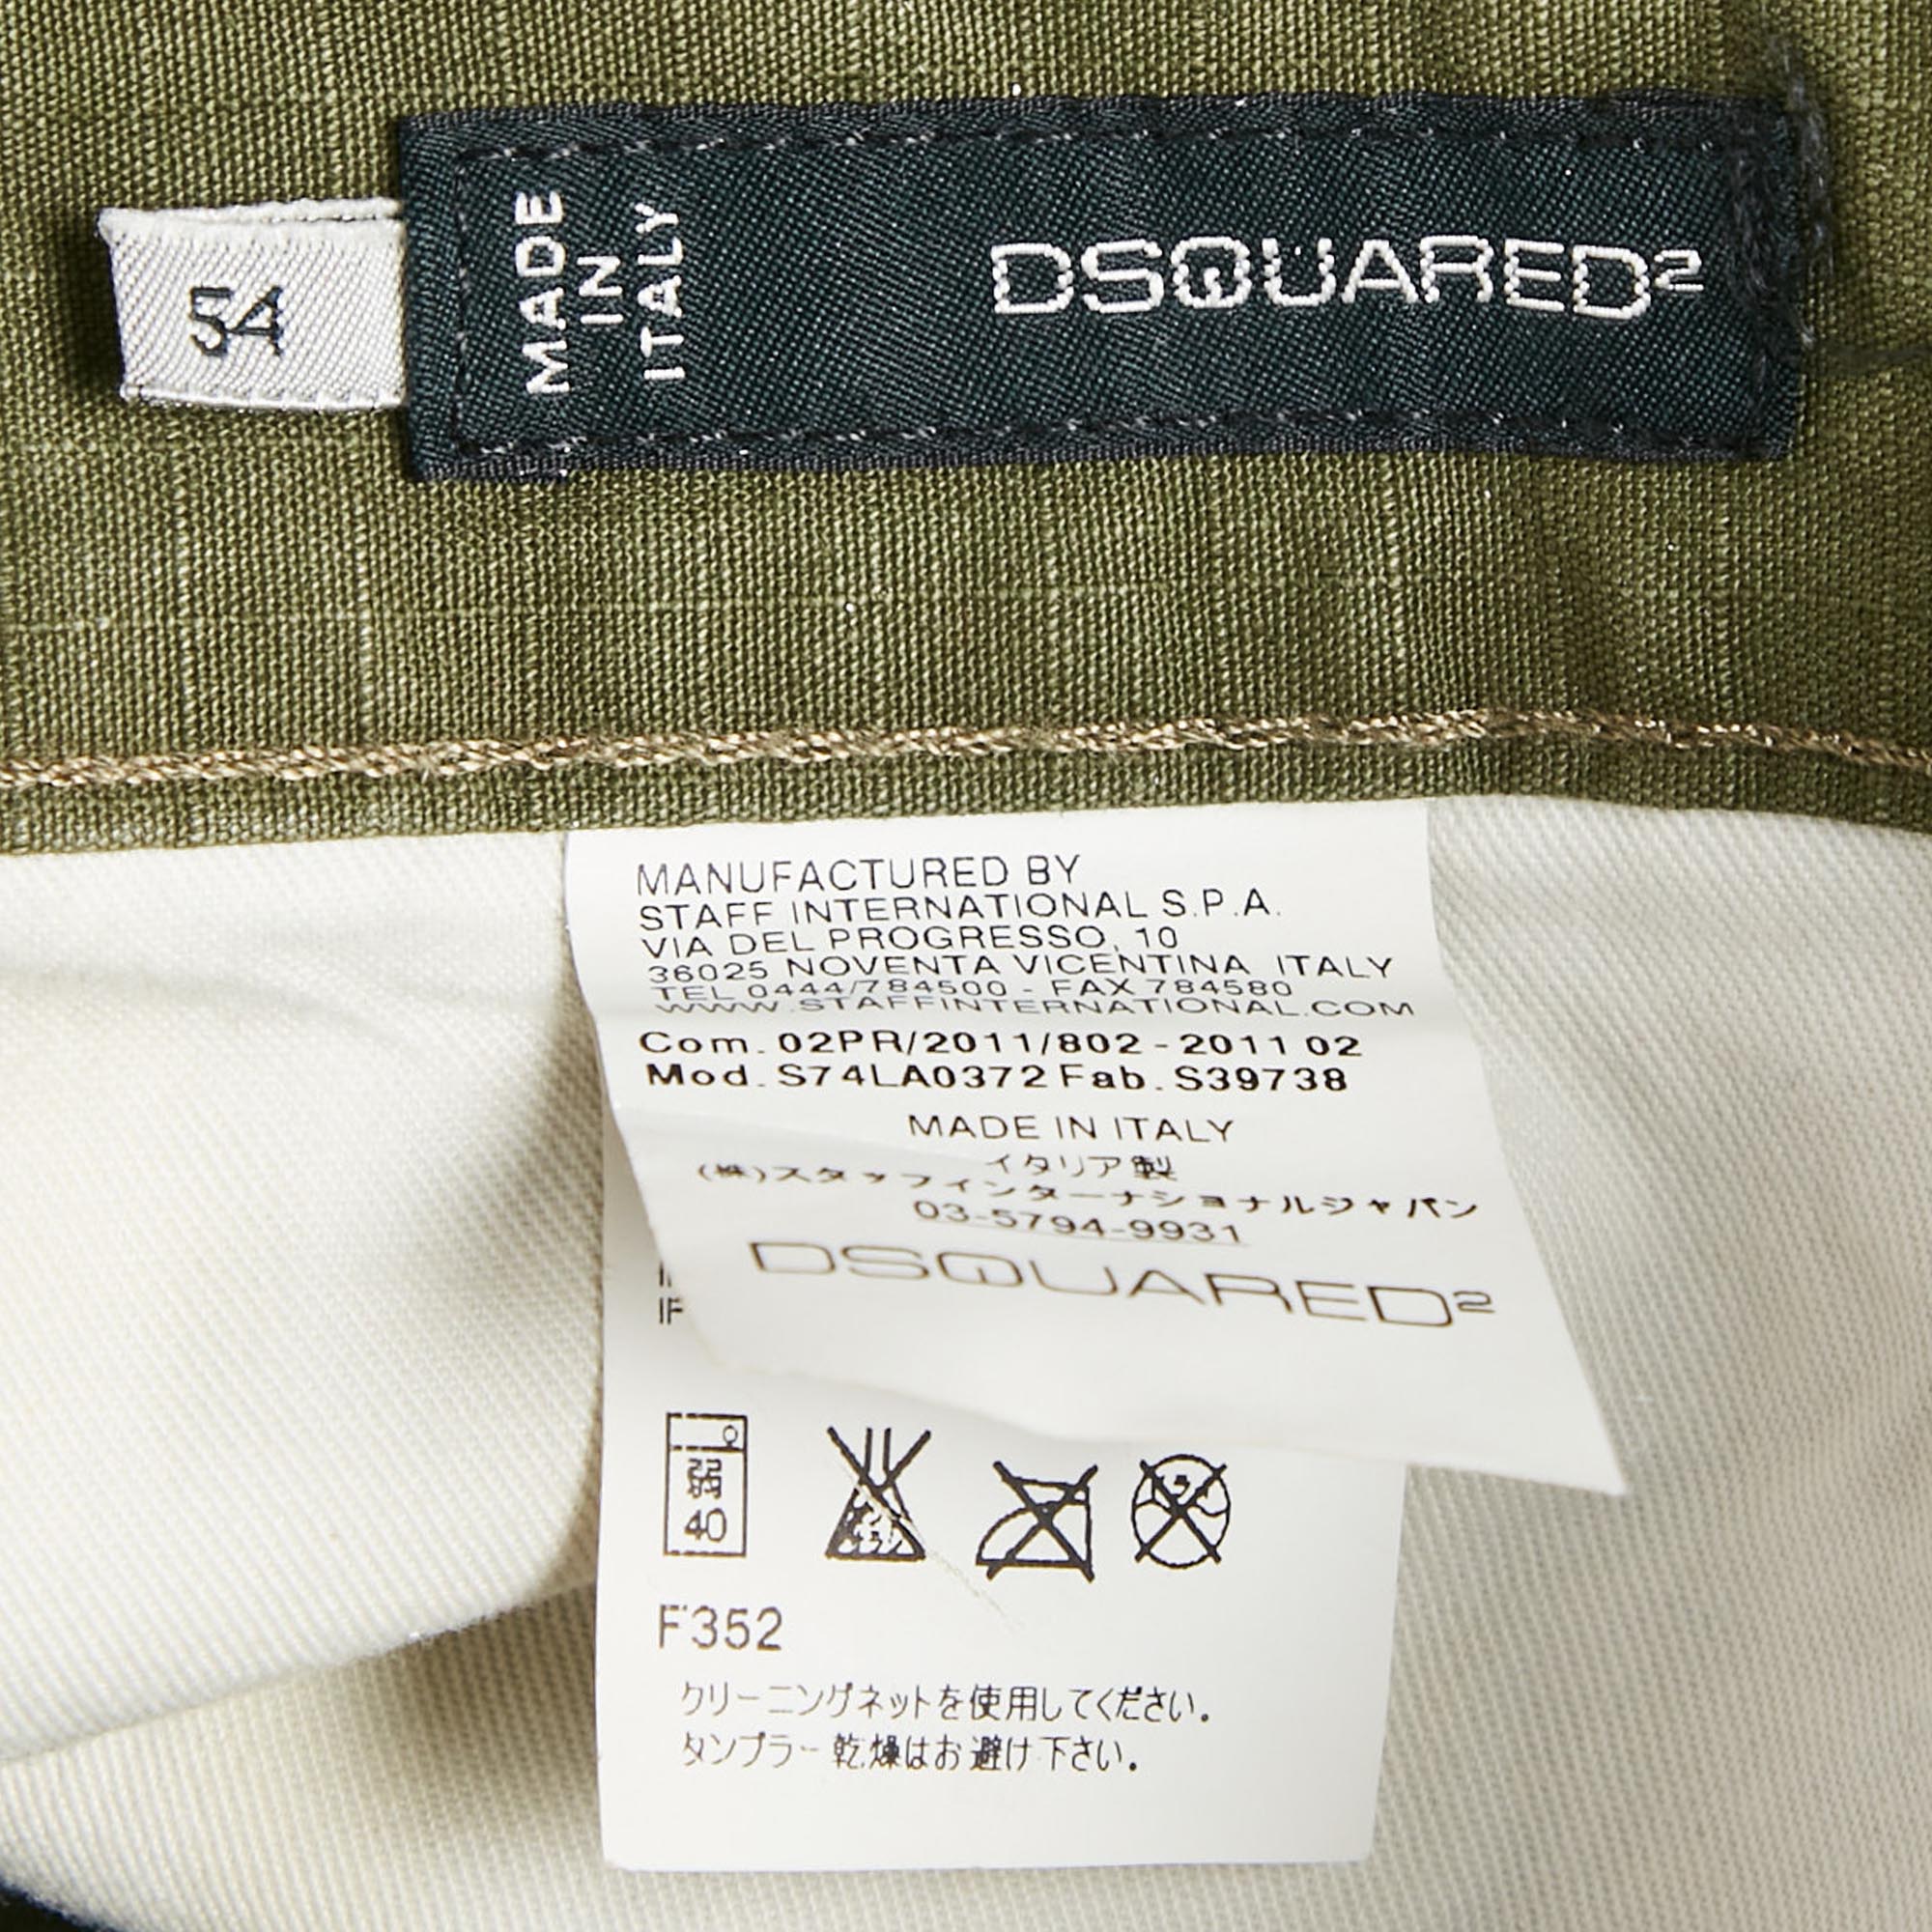 54
MADE
IN
ITALY
DSQUARED2
MANUFACTURED BY
STAFF INTERNATIONAL S.P.A.
VIA DEL PROGRESSO, 10
36025 NOVENTA VICENTINA ITALY
TEL 0444/784500 - FAX 784580
WWW.STAFFINTERNATIONAL.COM
Com. 02PR/2011/802 - 2011 02
Mod. S74LA0372 Fab. S39738
MADE IN ITALY
イタリア製
(株)スタッフインターナショナルジャパン
03-5794-9931
DSQUARED2
弱
40
F352
クリーニングネットを使用してください。
タンブラー乾燥はお避け下さい。